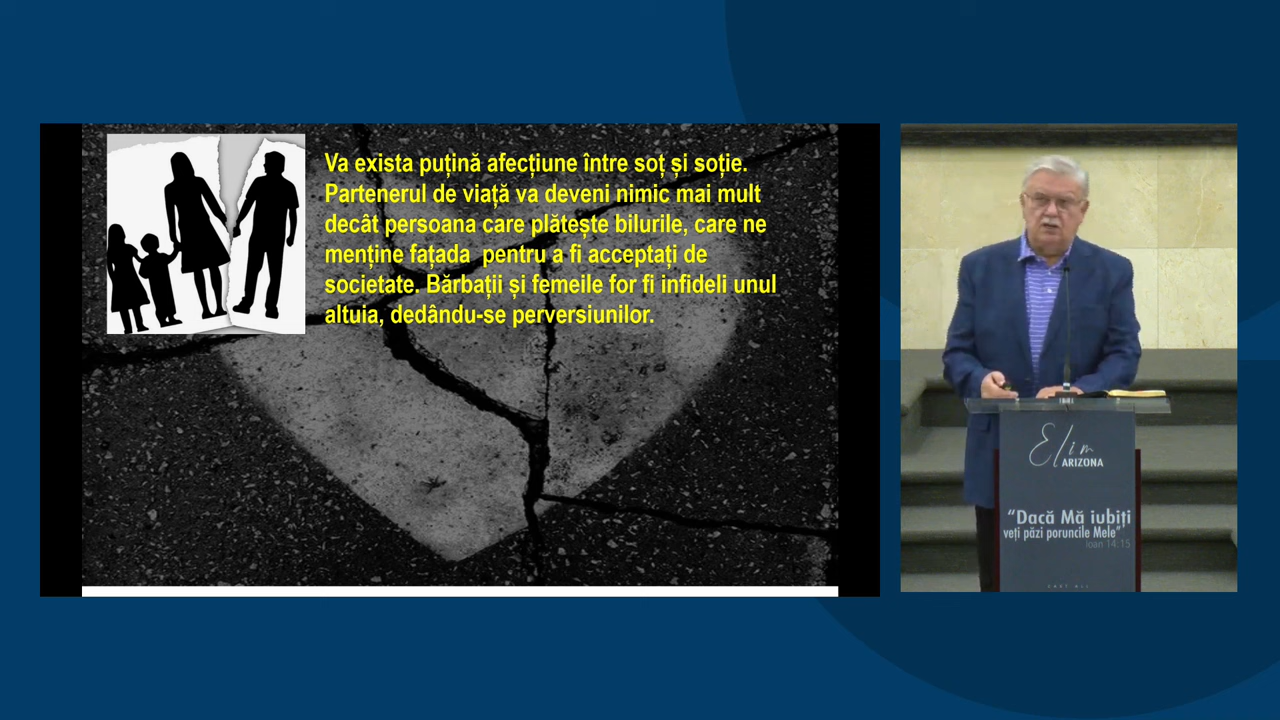 Va exista puțină afecțiune între soț și soție.
Partenerul de viață va deveni nimic mai mult
decât persoana care plătește bilurile, care ne
menține fațada pentru a fi acceptați de
societate. Bărbații și femeile for fi infideli unul
altuia, dedându-se perversiunilor.
Elim
ARIZONA
“Dacă Mă iubiți
veți păzi poruncile Mele”
Ioan 14:15